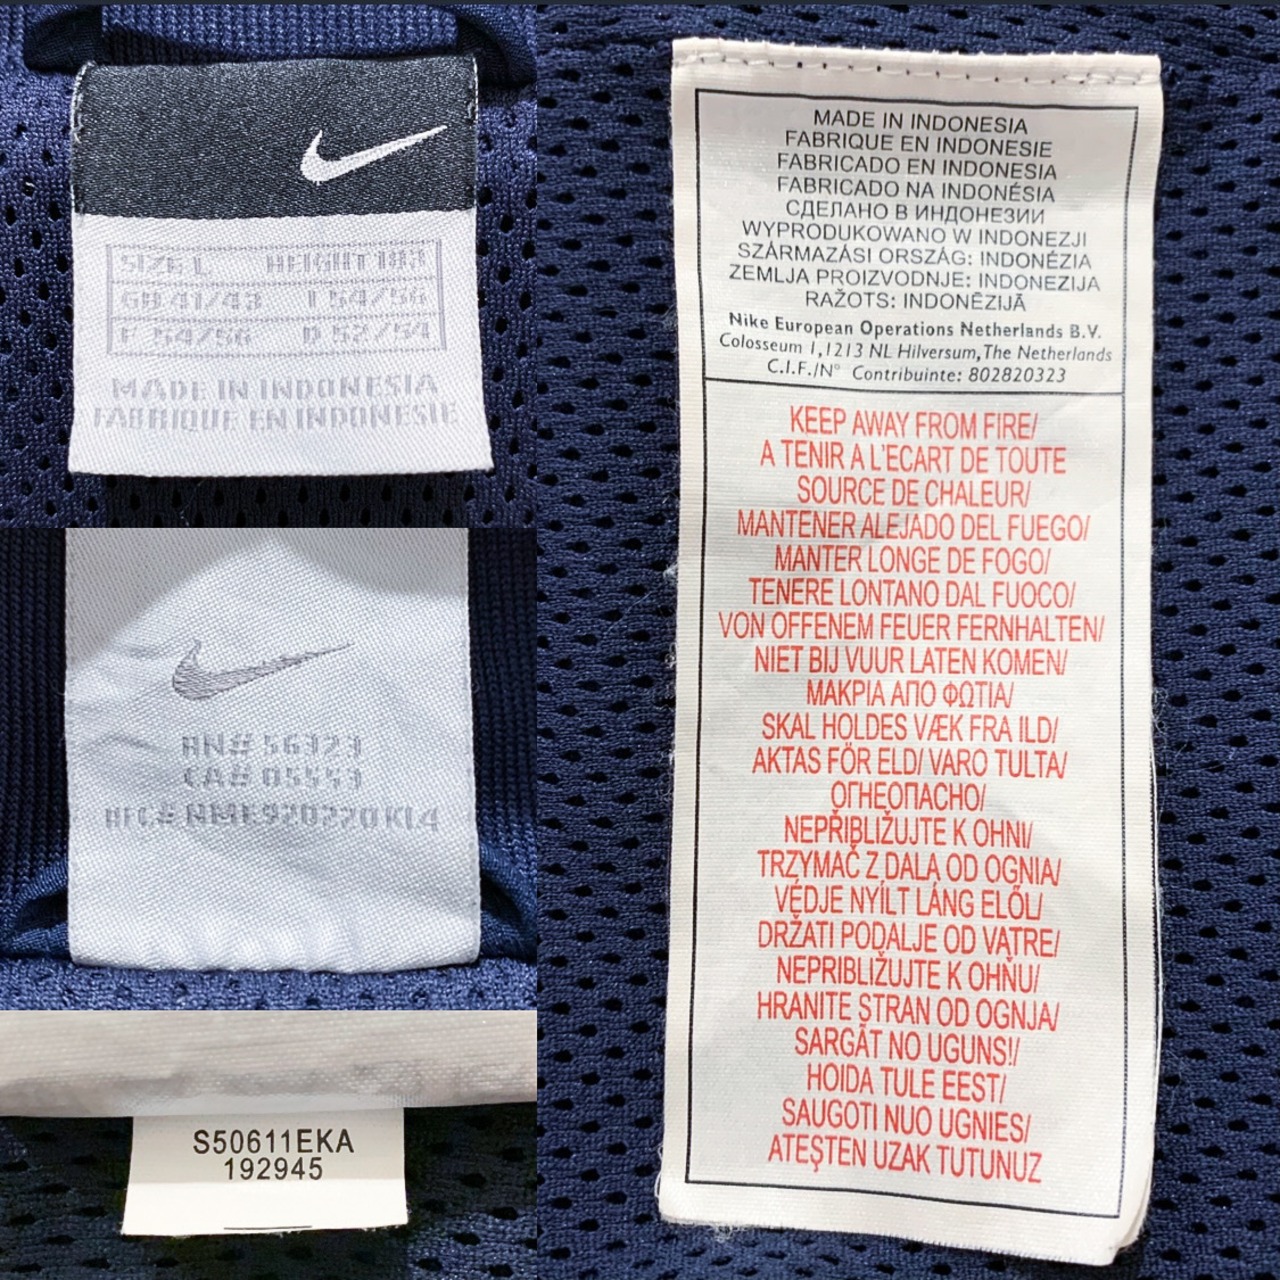 SIZE L HEIGHT 183
GB 41/43 I 54/56
F 54/56 D 52/54
MADE IN INDONESIA
FABRIQUE EN INDONESIE
RN# 56323
CA# 05553
RFC# NME920220 KL4
S50611EKA
192945
MADE IN INDONESIA
FABRIQUE EN INDONESIE
FABRICADO EN INDONESIA
FABRICADO NA INDONÉSIA
СДЕЛАНО В ИНДОНЕЗИИ
WYPRODUKOWANO W INDONEZJI
SZÁRMAZÁSI ORSZÁG: INDONÉZIA
ZEMLJA PROIZVODNJE: INDONEZIJA
RAŽOTS: INDONĒZIJĀ
Nike European Operations Netherlands B.V.
Colosseum 1,1213 NL Hilversum, The Netherlands
C.I.F./N° Contribuinte: 802820323
KEEP AWAY FROM FIRE/
A TENIR A L'ECART DE TOUTE
SOURCE DE CHALEUR/
MANTENER ALEJADO DEL FUEGO/
MANTER LONGE DE FOGO/
TENERE LONTANO DAL FUOCO/
VON OFFENEM FEUER FERNHALTEN/
NIET BIJ VUUR LATEN KOMEN/
ΜΑΚΡΙΑ ΑΠΟ ΦΩΤΙΑ/
SKAL HOLDES VÆK FRA ILD/
AKTAS FÖR ELD/ VARO TULTA/
ОГНЕОПАСНО/
NEPŘIBLIŽUJTE K OHNI/
TRZYMAČ Z DALA OD OGNIA/
VÉDJE NYÍLT LÁNG ELŐL/
DRŽATI PODALJE OD VATRE/
NEPRIBLIŽUJTE K OHŇU/
HRANITE STRAN OD OGNJA/
SARGĀT NO UGUNS!/
HOIDA TULE EEST/
SAUGOTI NUO UGNIES/
ATEŞTEN UZAK TUTUNUZ